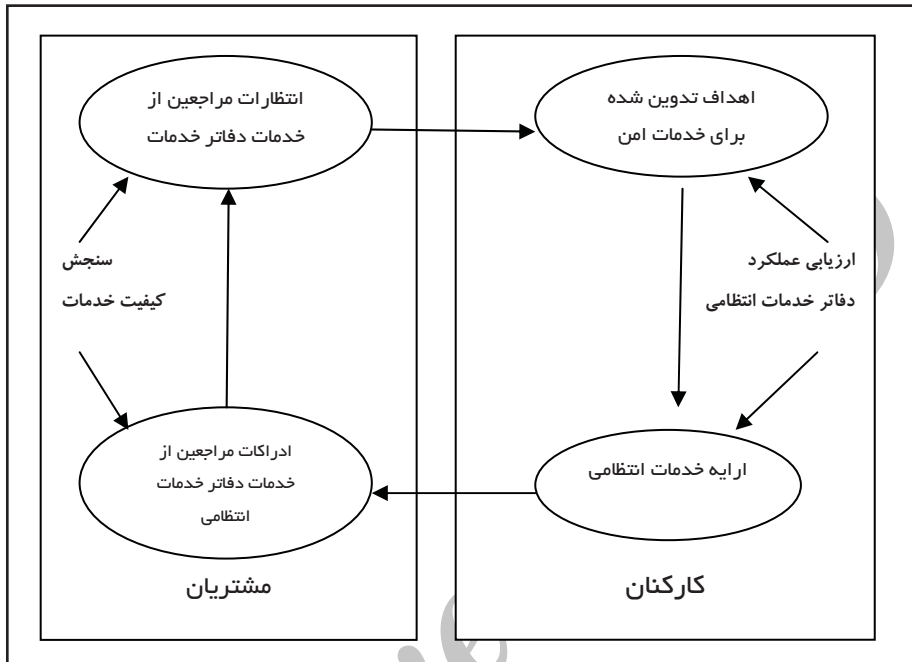 اهداف تدوین شده
برای خدمات امن
ارزیابی عملکرد
دفاتر خدمات انتظامی
ارایه خدمات انتظامی
کارکنان
انتظارات مراجعین از
خدمات دفاتر خدمات
سنجش
کیفیت خدمات
ادراکات مراجعین از
خدمات دفاتر خدمات
انتظامی
مشتریان